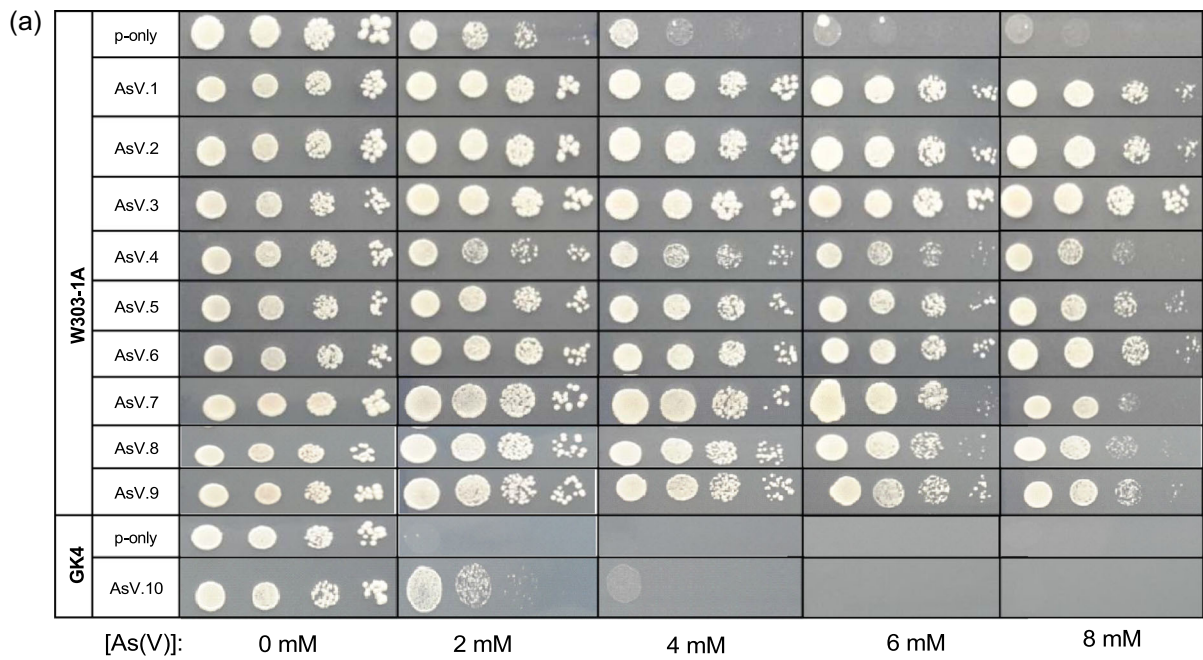 (a)
W303-1A
p-only
AsV.1
AsV.2
AsV.3
AsV.4
AsV.5
AsV.6
AsV.7
AsV.8
AsV.9
GK4
p-only
AsV.10
[As(V)]: 0 mM 2 mM 4 mM 6 mM 8 mM